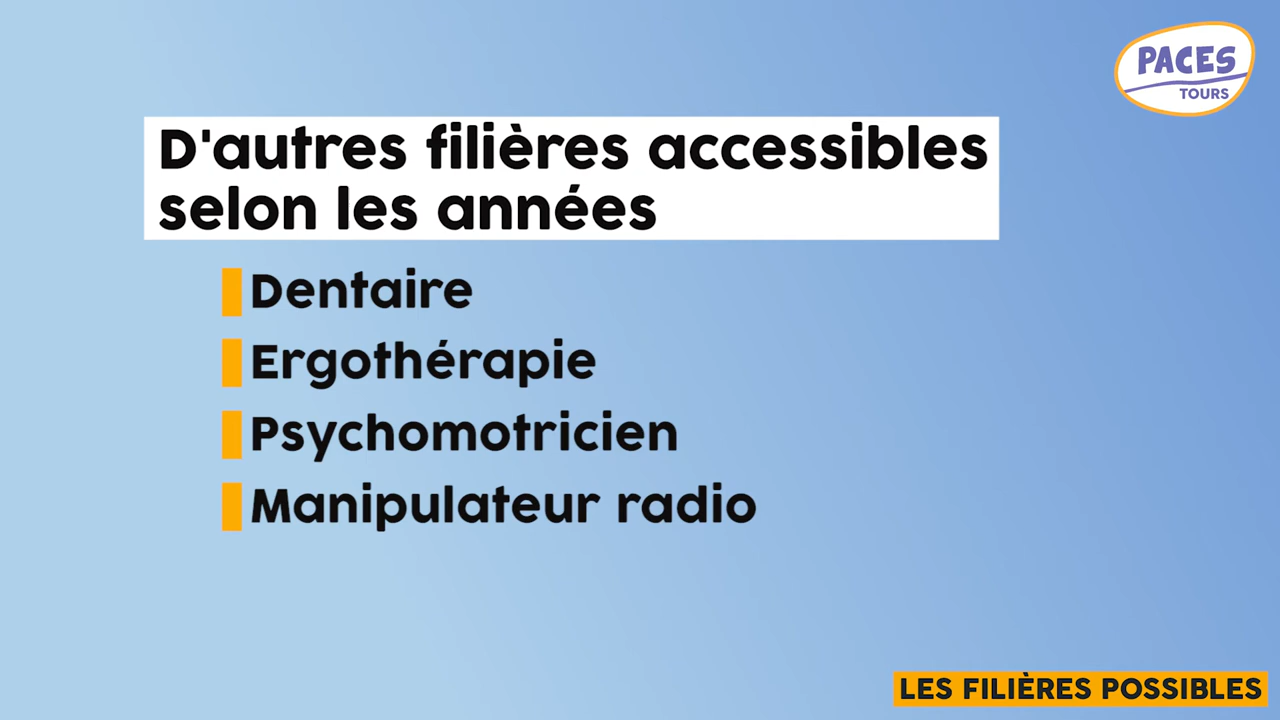 PACES
TOURS
D'autres filières accessibles
selon les années
Dentaire
Ergothérapie
Psychomotricien
Manipulateur radio
LES FILIÈRES POSSIBLES